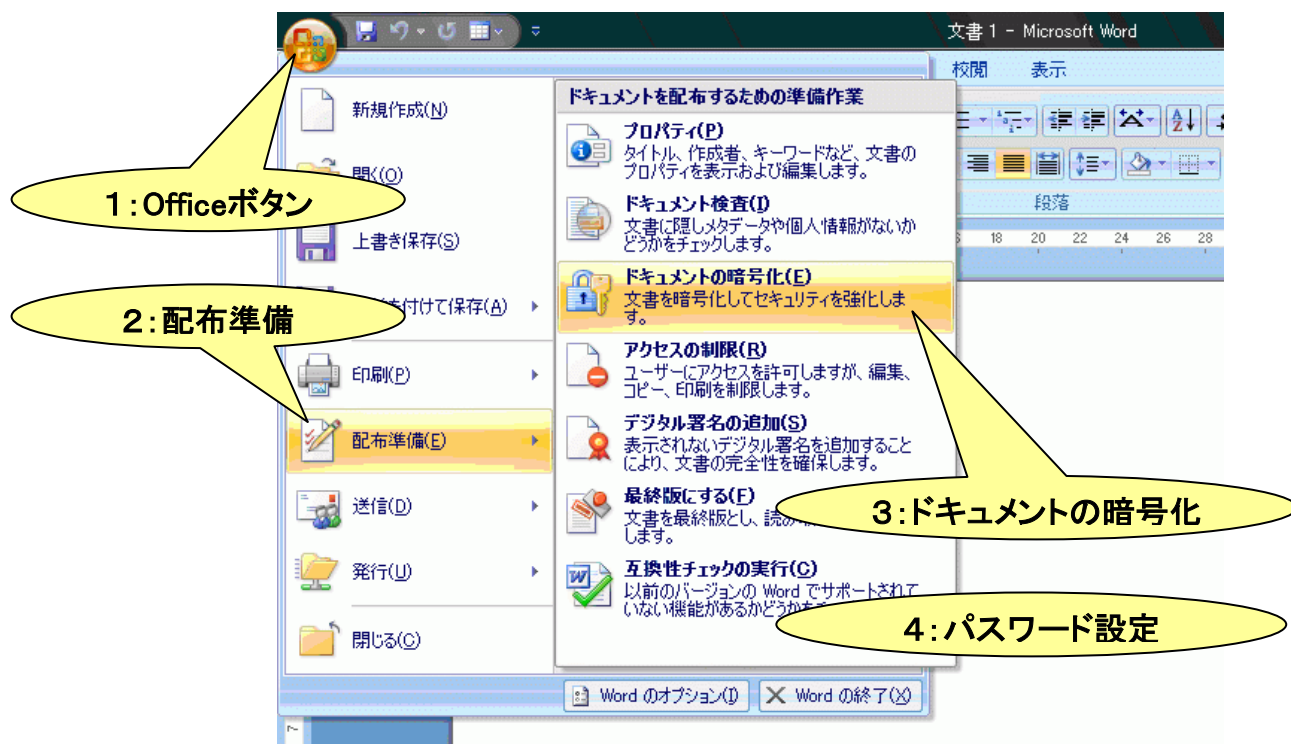 文書 1 - Microsoft Word
校閲 表示
段落
18 20 22 24 26 28
1:Officeボタン
新規作成(N)
開く(O)
上書き保存(S)
付けて保存(A)
2:配布準備
印刷(P)
配布準備(E)
送信(D)
発行(U)
閉じる(C)
ドキュメントを配布するための準備作業
プロパティ(P)
タイトル、作成者、キーワードなど、文書の
プロパティを表示および編集します。
ドキュメント検査(I)
文書に隠しメタデータや個人情報がないか
どうかをチェックします。
ドキュメントの暗号化(E)
文書を暗号化してセキュリティを強化しま
す。
アクセスの制限(R)
ユーザーにアクセスを許可しますが、編集、
コピー、印刷を制限します。
デジタル署名の追加(S)
表示されないデジタル署名を追加すること
により、文書の完全性を確保します。
最終版にする(F)
文書を最終版とし、読み
します。
3:ドキュメントの暗号化
互換性チェックの実行(C)
以前のバージョンの Word でサポートされて
いない機能があるかどうかを
4:パスワード設定
Word のオプション(I)
Word の終了(X)